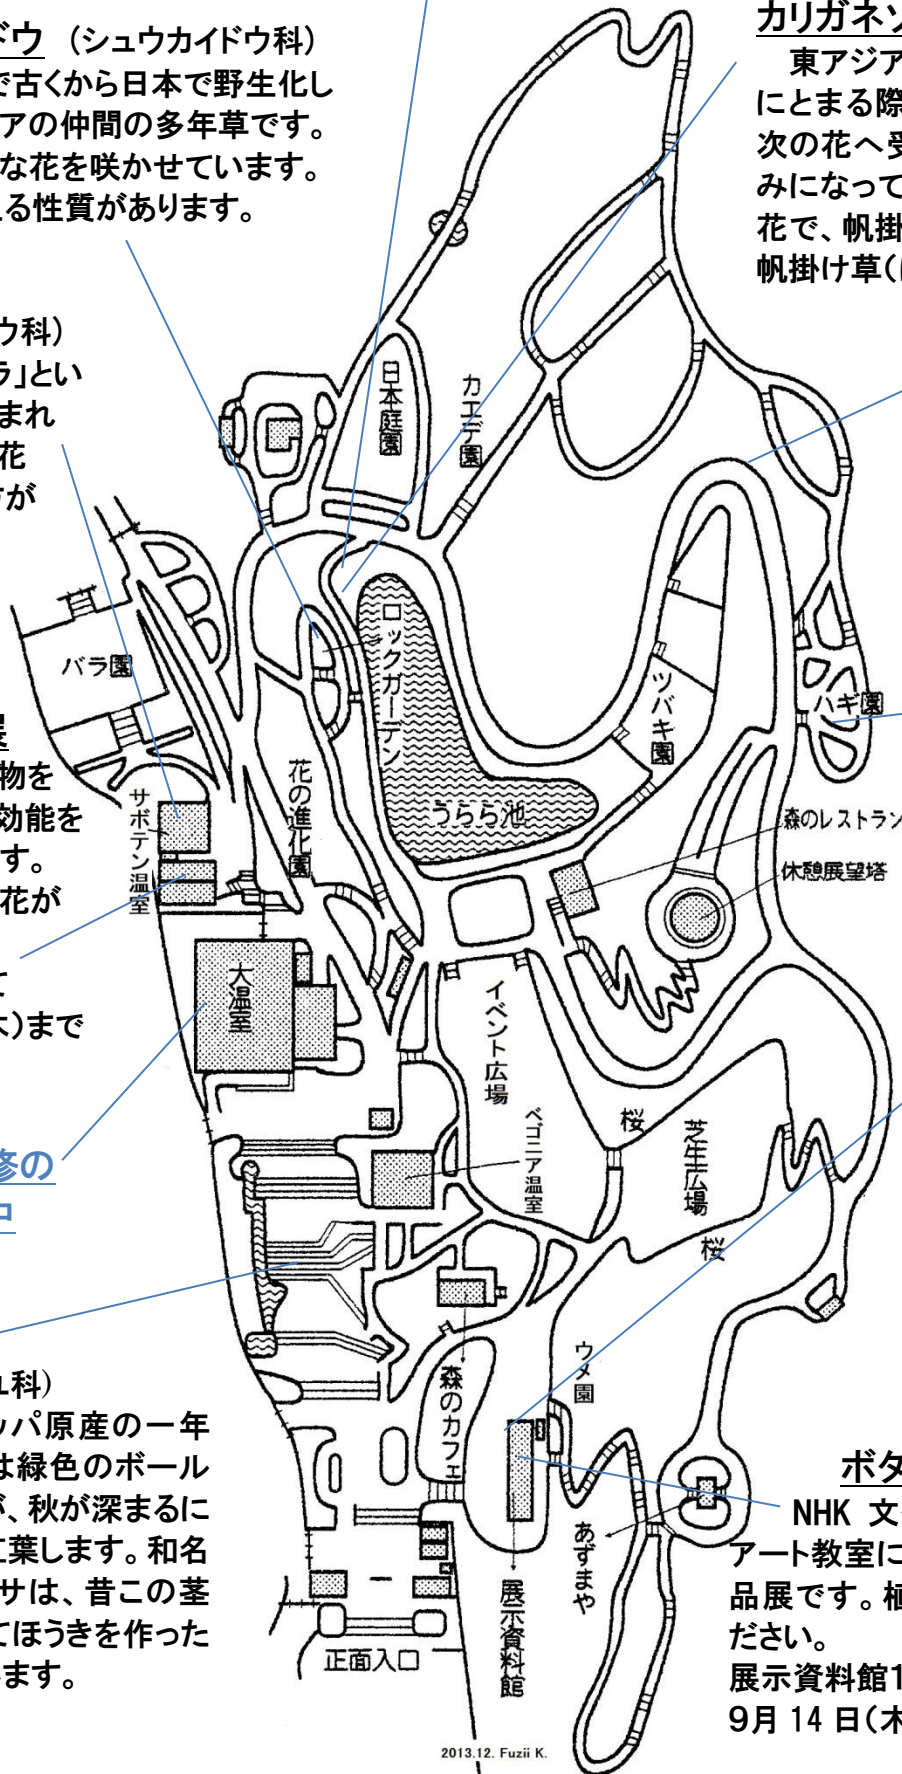 ドウ (シュウカイドウ科)
で古くから日本で野生化し
アの仲間の多年草です。
な花を咲かせています。
る性質があります。
カリガネソ
東アジア
にとまる際
次の花へ受
みになって
花で、帆掛
帆掛け草(
ウ科)
ラ」とい
まれ
花
が
日本庭園
カエデ園
バラ園
ロックガーデン
ツバキ園
ハギ園
展
物を
効能を
す。
花が
て
木)まで
サボテン温室
花の進化園
うらら池
森のレストラン
休憩展望塔
大温室
イベント広場
ベゴニア温室
桜
芝生広場
桜
修の
中
ウメ園
森のカフェ
あずまや
展示資料館
正面入口
ュ科)
ッパ原産の一年
は緑色のボール
が、秋が深まるに
工葉します。和名
サは、昔この茎
てほうきを作った
ます。
ボタ
NHK 文
アート教室に
品展です。植
ださい。
展示資料館1
9月 14 日(木
2013.12. Fuzii K.